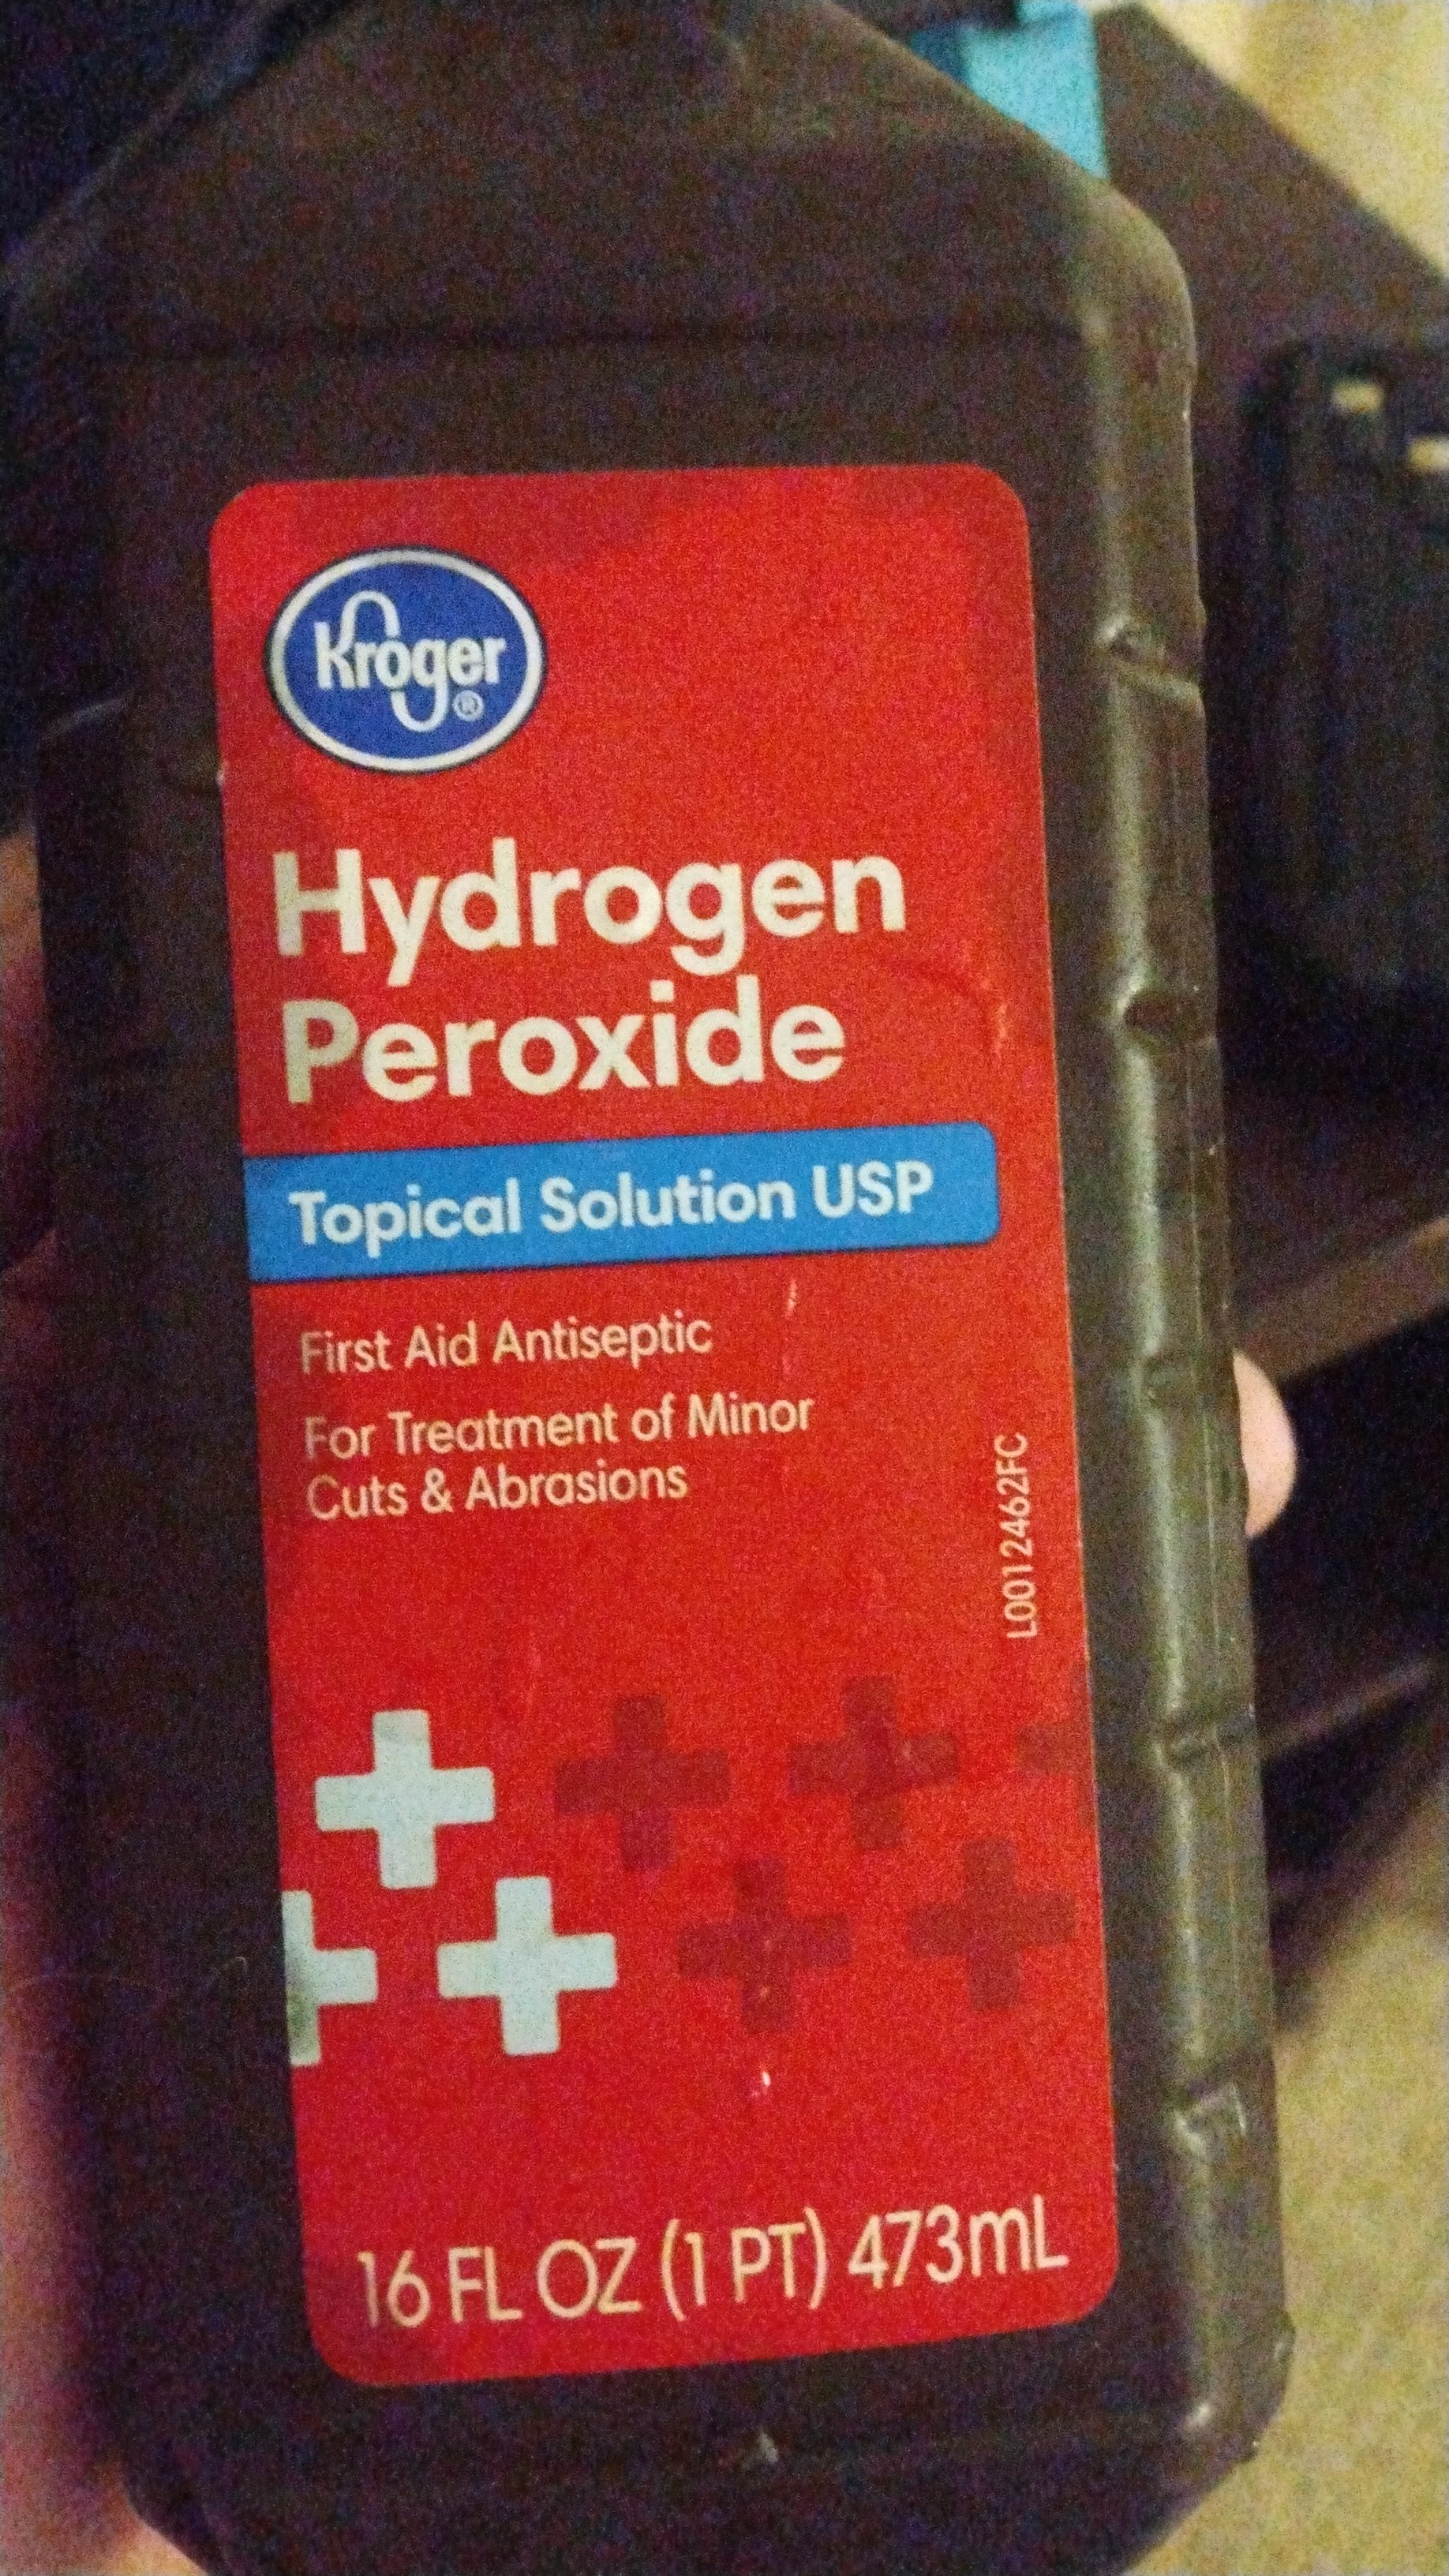 Kroger®
Hydrogen
Peroxide
Topical Solution USP
First Aid Antiseptic
For Treatment of Minor
Cuts & Abrasions
L0012462FC
16 FL OZ (1 PT) 473mL